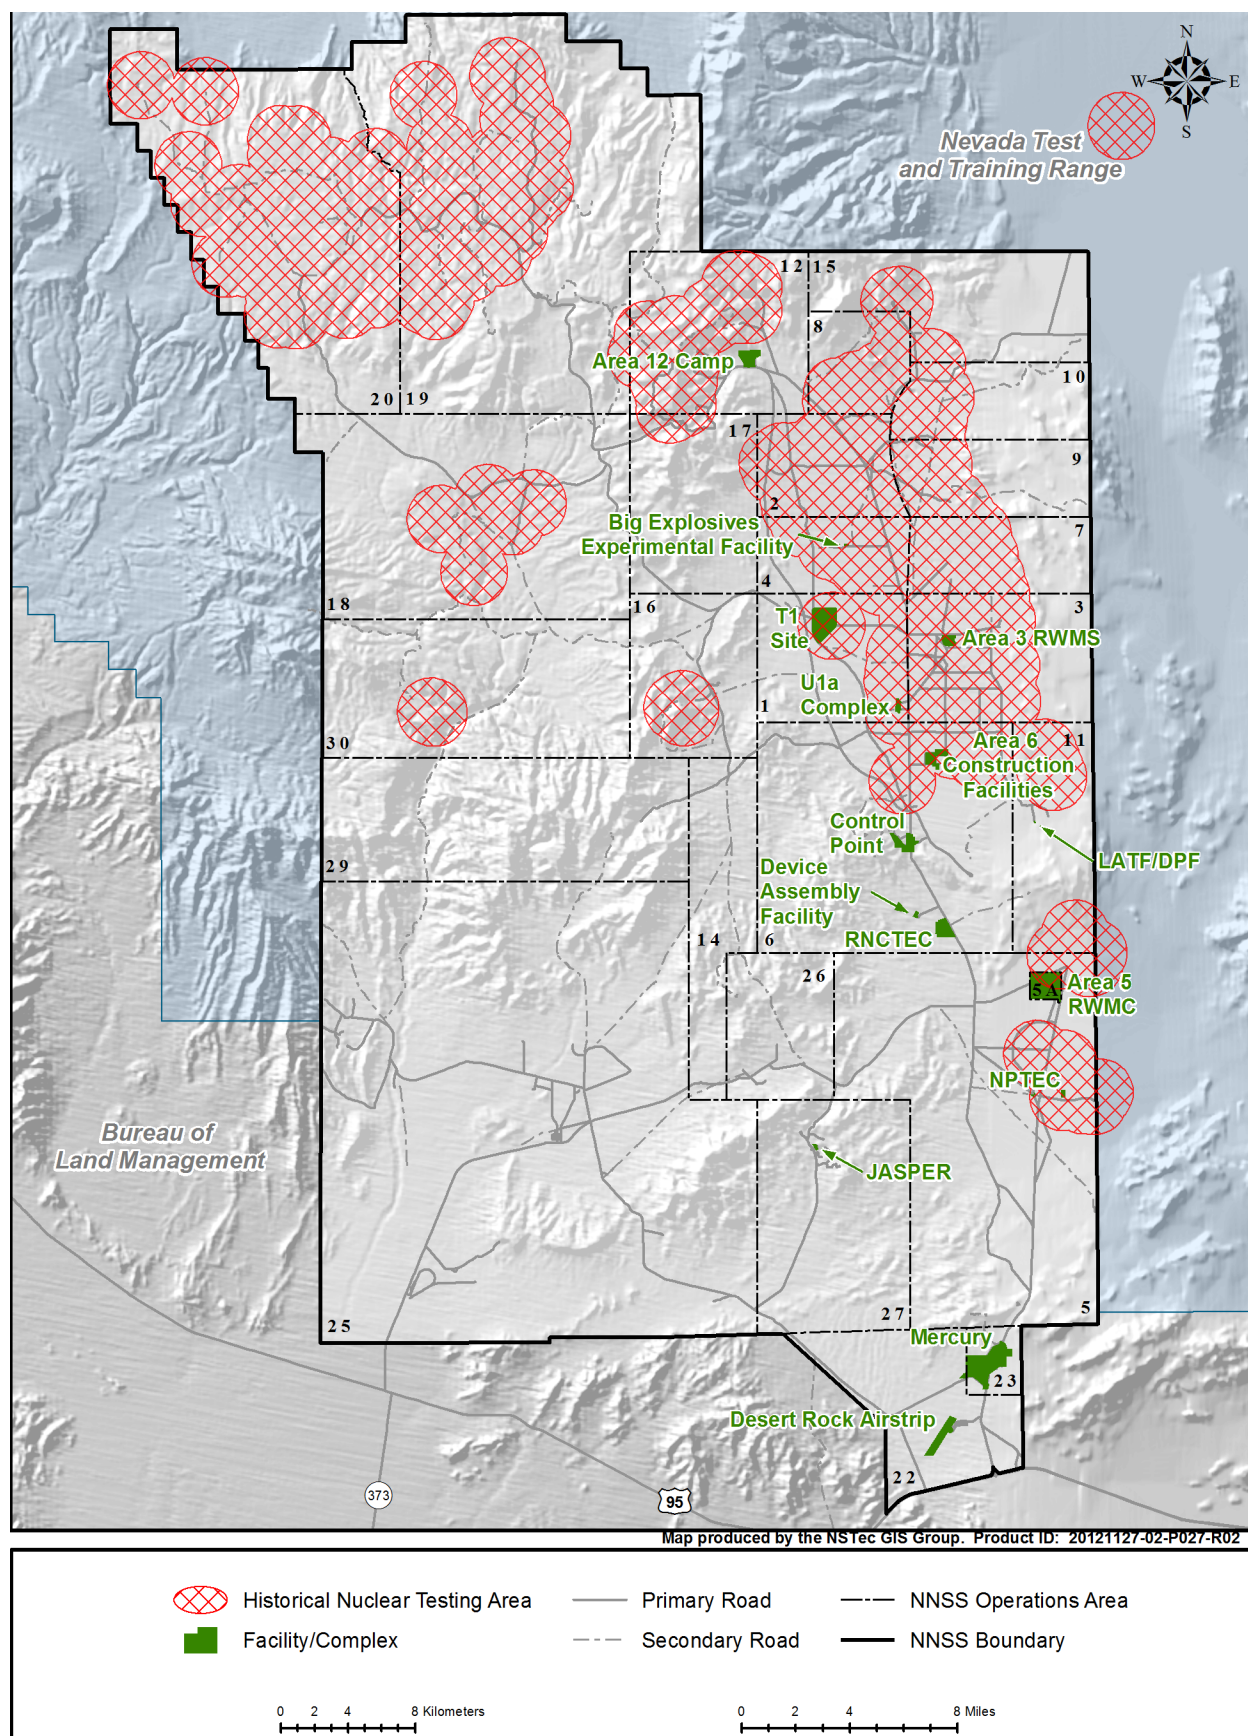 N
W E
S
Nevada Test
and Training Range
12 15
8
Area 12 Camp
10
20 19
17
9
2
Big Explosives
Experimental Facility
7
4
18
16
3
T1
Site
Area 3 RWMS
U1a
Complex
1
30
Area 6
Construction
Facilities
11
Control
Point
LATF/DPF
29
Device
Assembly
Facility
RNCTEC
14
6
26
5A
Area 5
RWMC
NPTEC
Bureau of
Land Management
JASPER
25
27
5
Mercury
23
Desert Rock Airstrip
22
373
95
Map produced by the NSTec GIS Group. Product ID: 20121127-02-P027-R02
Historical Nuclear Testing Area
Primary Road
NNSS Operations Area
Facility/Complex
Secondary Road
NNSS Boundary
0 2 4 8 Kilometers
0 2 4 8 Miles